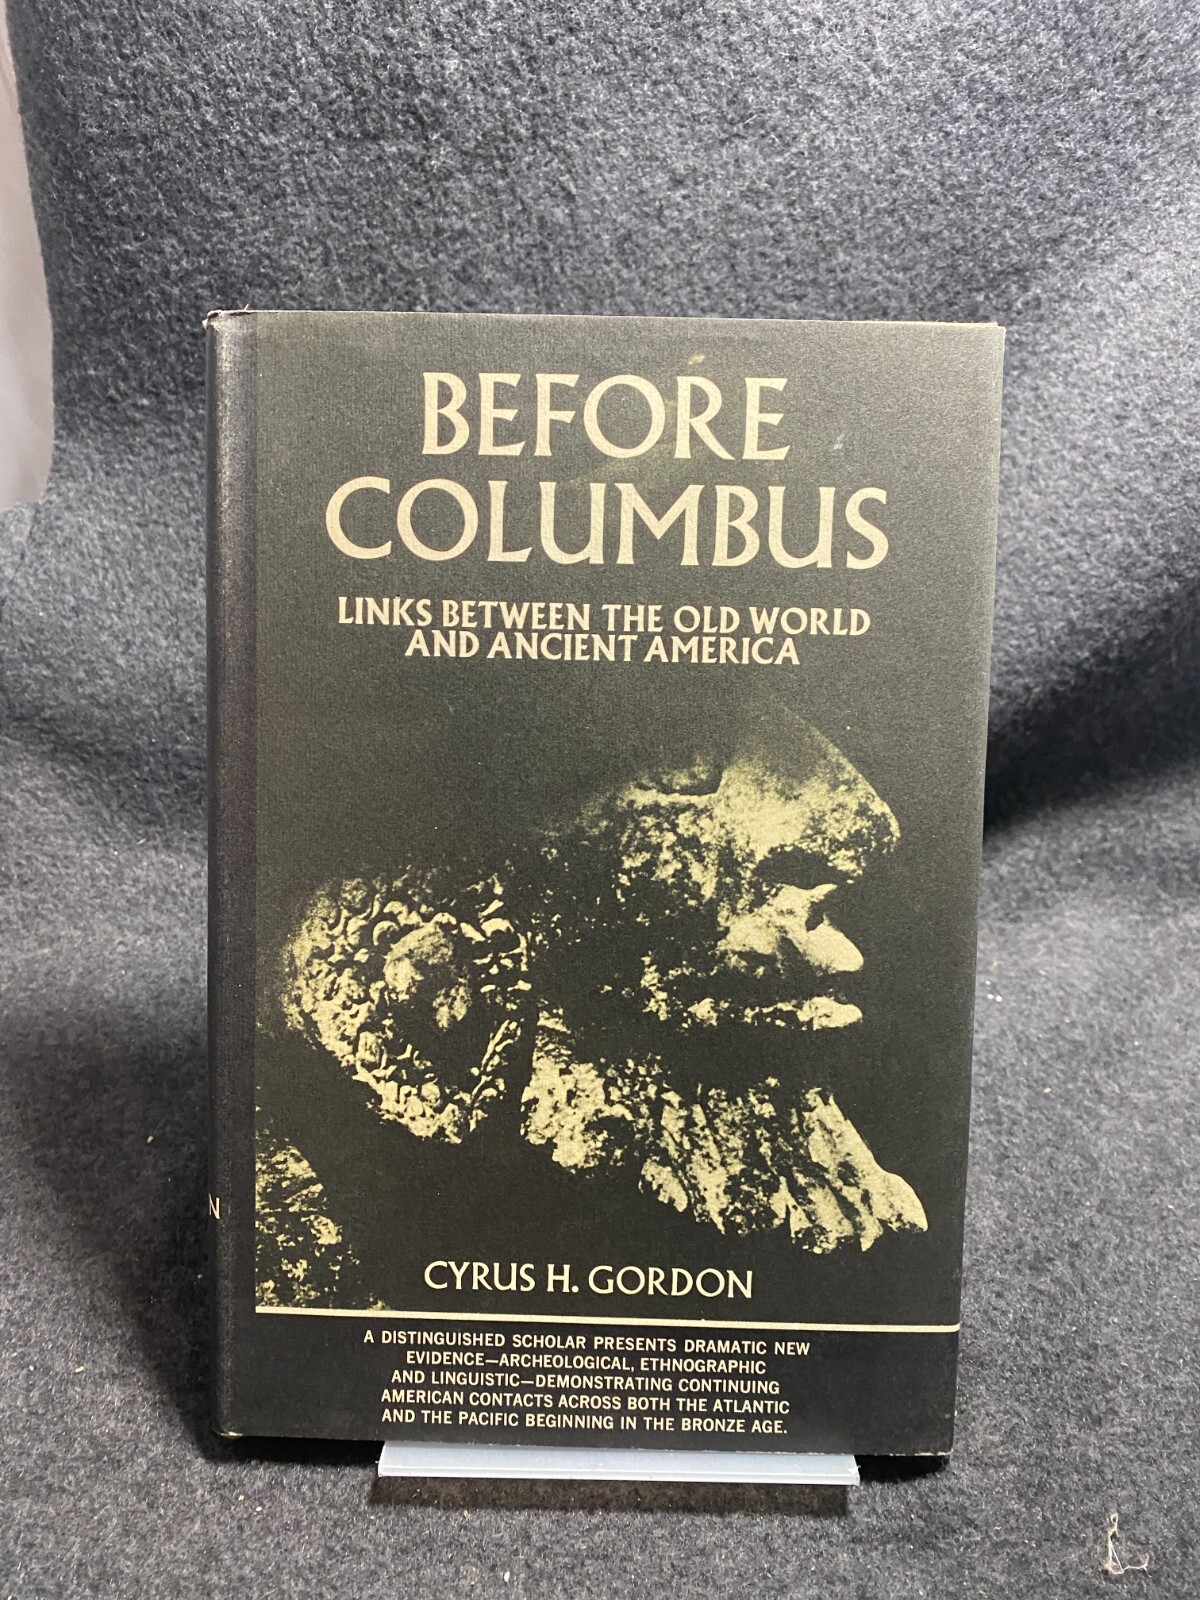 BEFORE
COLUMBUS
LINKS BETWEEN THE OLD WORLD
AND ANCIENT AMERICA
N
CYRUS H. GORDON
A DISTINGUISHED SCHOLAR PRESENTS DRAMATIC NEW
EVIDENCE—ARCHEOLOGICAL, ETHNOGRAPHIC
AND LINGUISTIC—DEMONSTRATING CONTINUING
AMERICAN CONTACTS ACROSS BOTH THE ATLANTIC
AND THE PACIFIC BEGINNING IN THE BRONZE AGE.